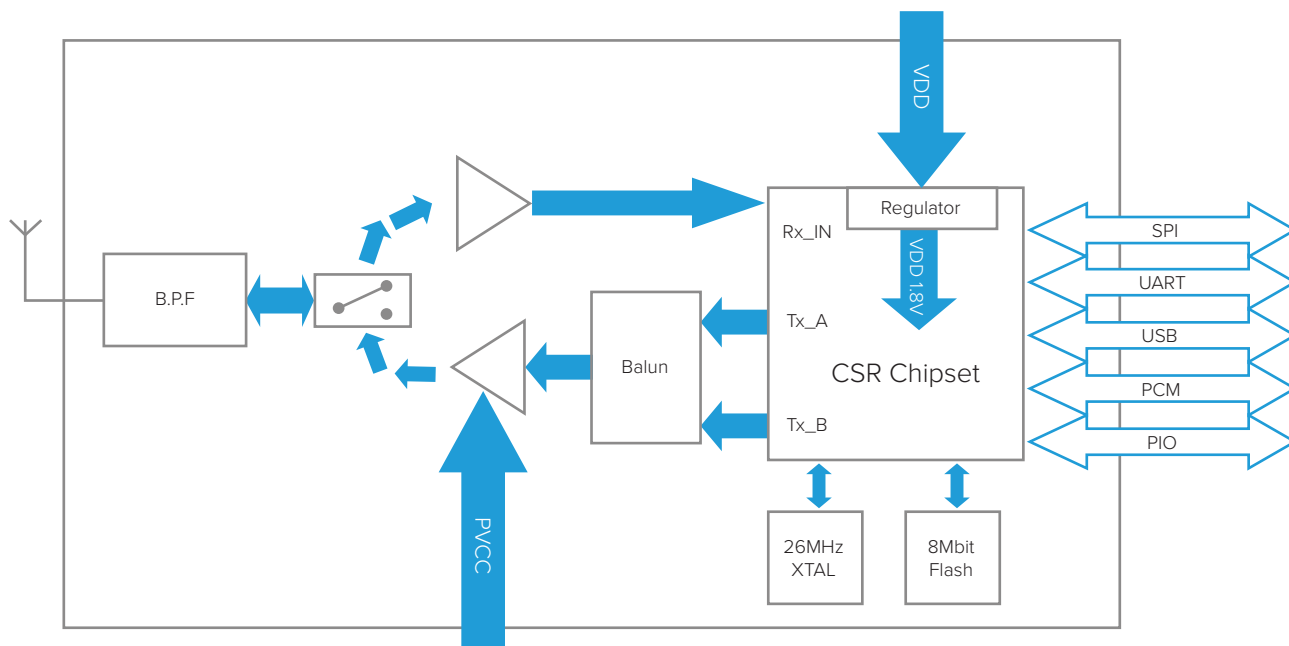 VDD
Regulator
Rx_IN
VDD 1.8V
SPI
B.P.F
UART
Tx_A
USB
Balun
CSR Chipset
PCM
Tx_B
PIO
PVCC
26MHz
XTAL
8Mbit
Flash